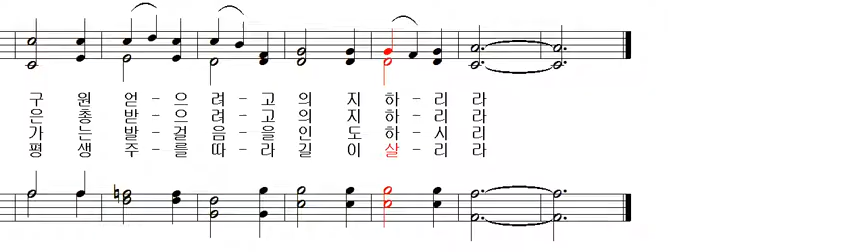 구 원 얻 - 으 려 - 고 의 지 하 - 리 라
은 총 받 - 으 려 - 고 의 지 하 - 리 라
가 는 발 - 걸 음 - 을 인 도 하 - 시 리
평 생 주 - 를 따 - 라 길 이 살 - 리 라